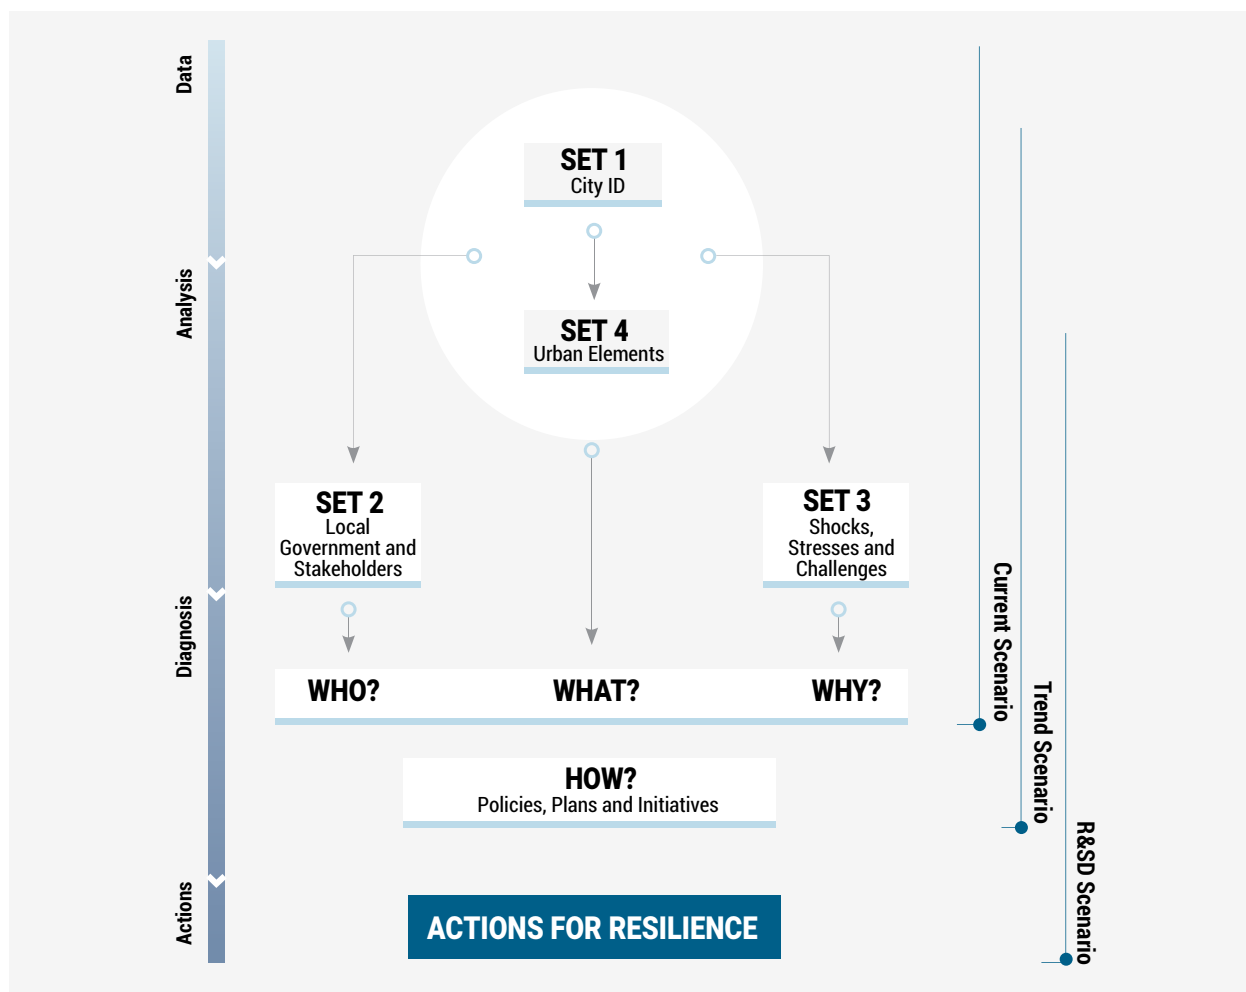 Data
Analysis
Diagnosis
Actions
SET 1
City ID
SET 4
Urban Elements
SET 2
Local
Government and
Stakeholders
SET 3
Shocks,
Stresses and
Challenges
WHO?
WHAT?
WHY?
HOW?
Policies, Plans and Initiatives
ACTIONS FOR RESILIENCE
Current Scenario
Trend Scenario
R&SD Scenario